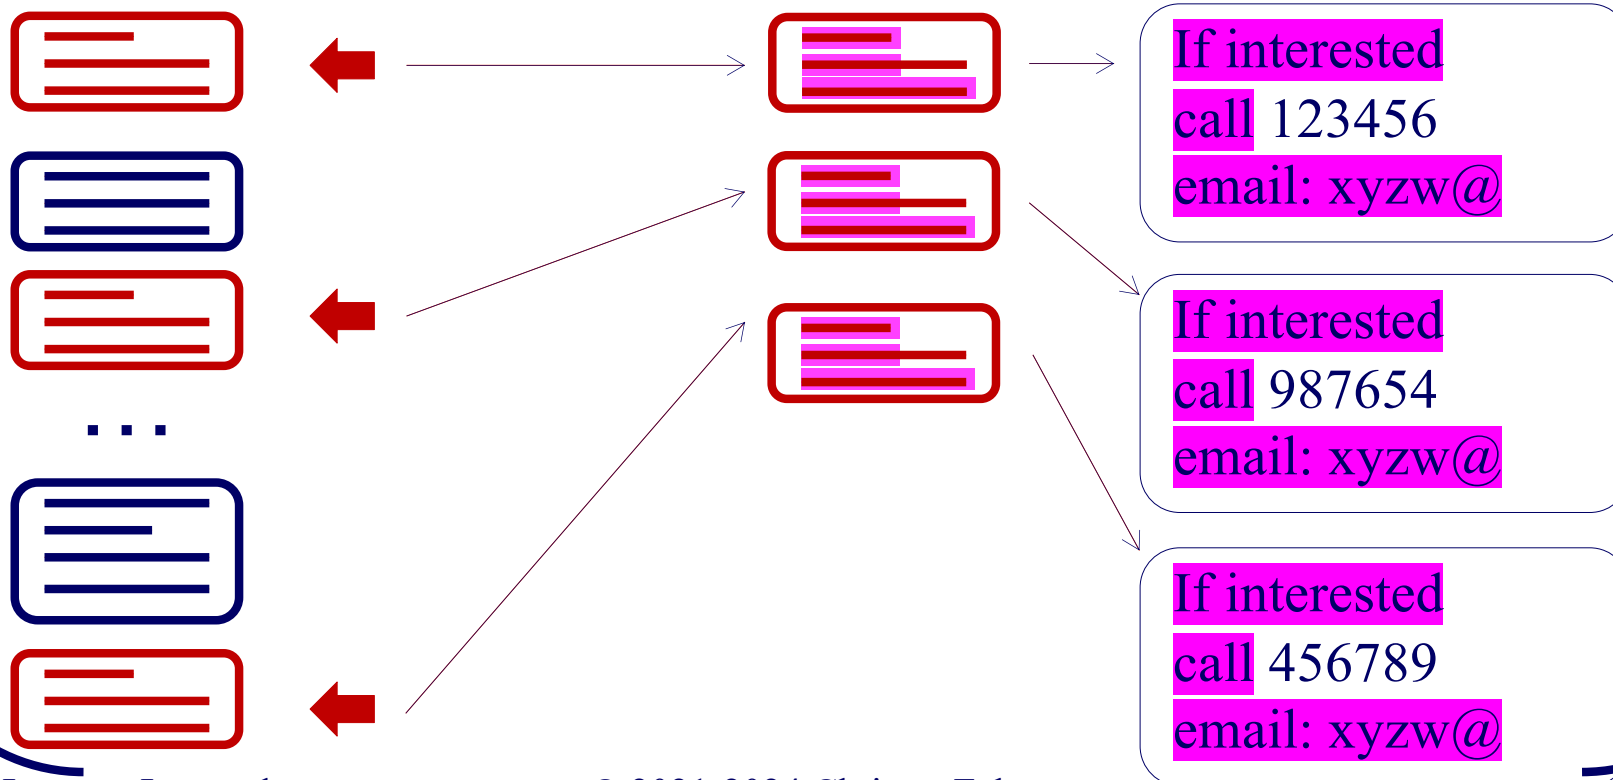 If interested
call 123456
email: xyzw@
If interested
call 987654
email: xyzw@
...
If interested
call 456789
email: xyzw@